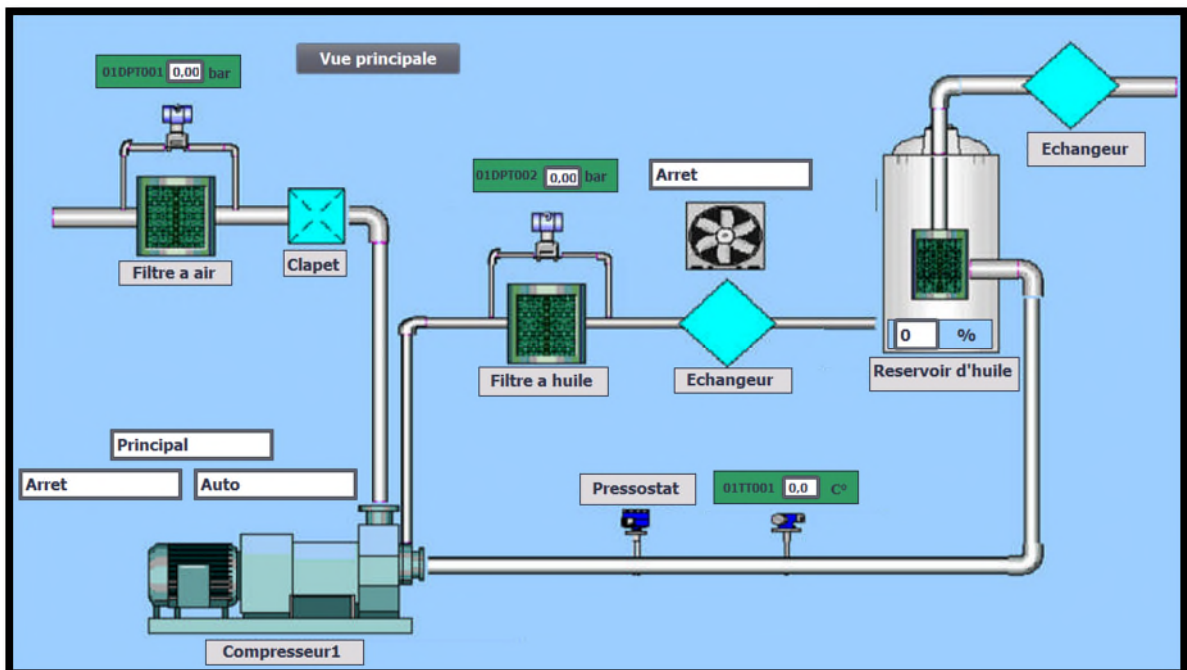 Vue principale
01DPT001 0,00 bar
Echangeur
01DPT002 0,00 bar
Arret
Filtre a air
Clapet
0 %
Filtre a huile
Echangeur
Reservoir d'huile
Principal
Arret
Auto
Pressostat
01TT001 0,0 C°
Compresseur1